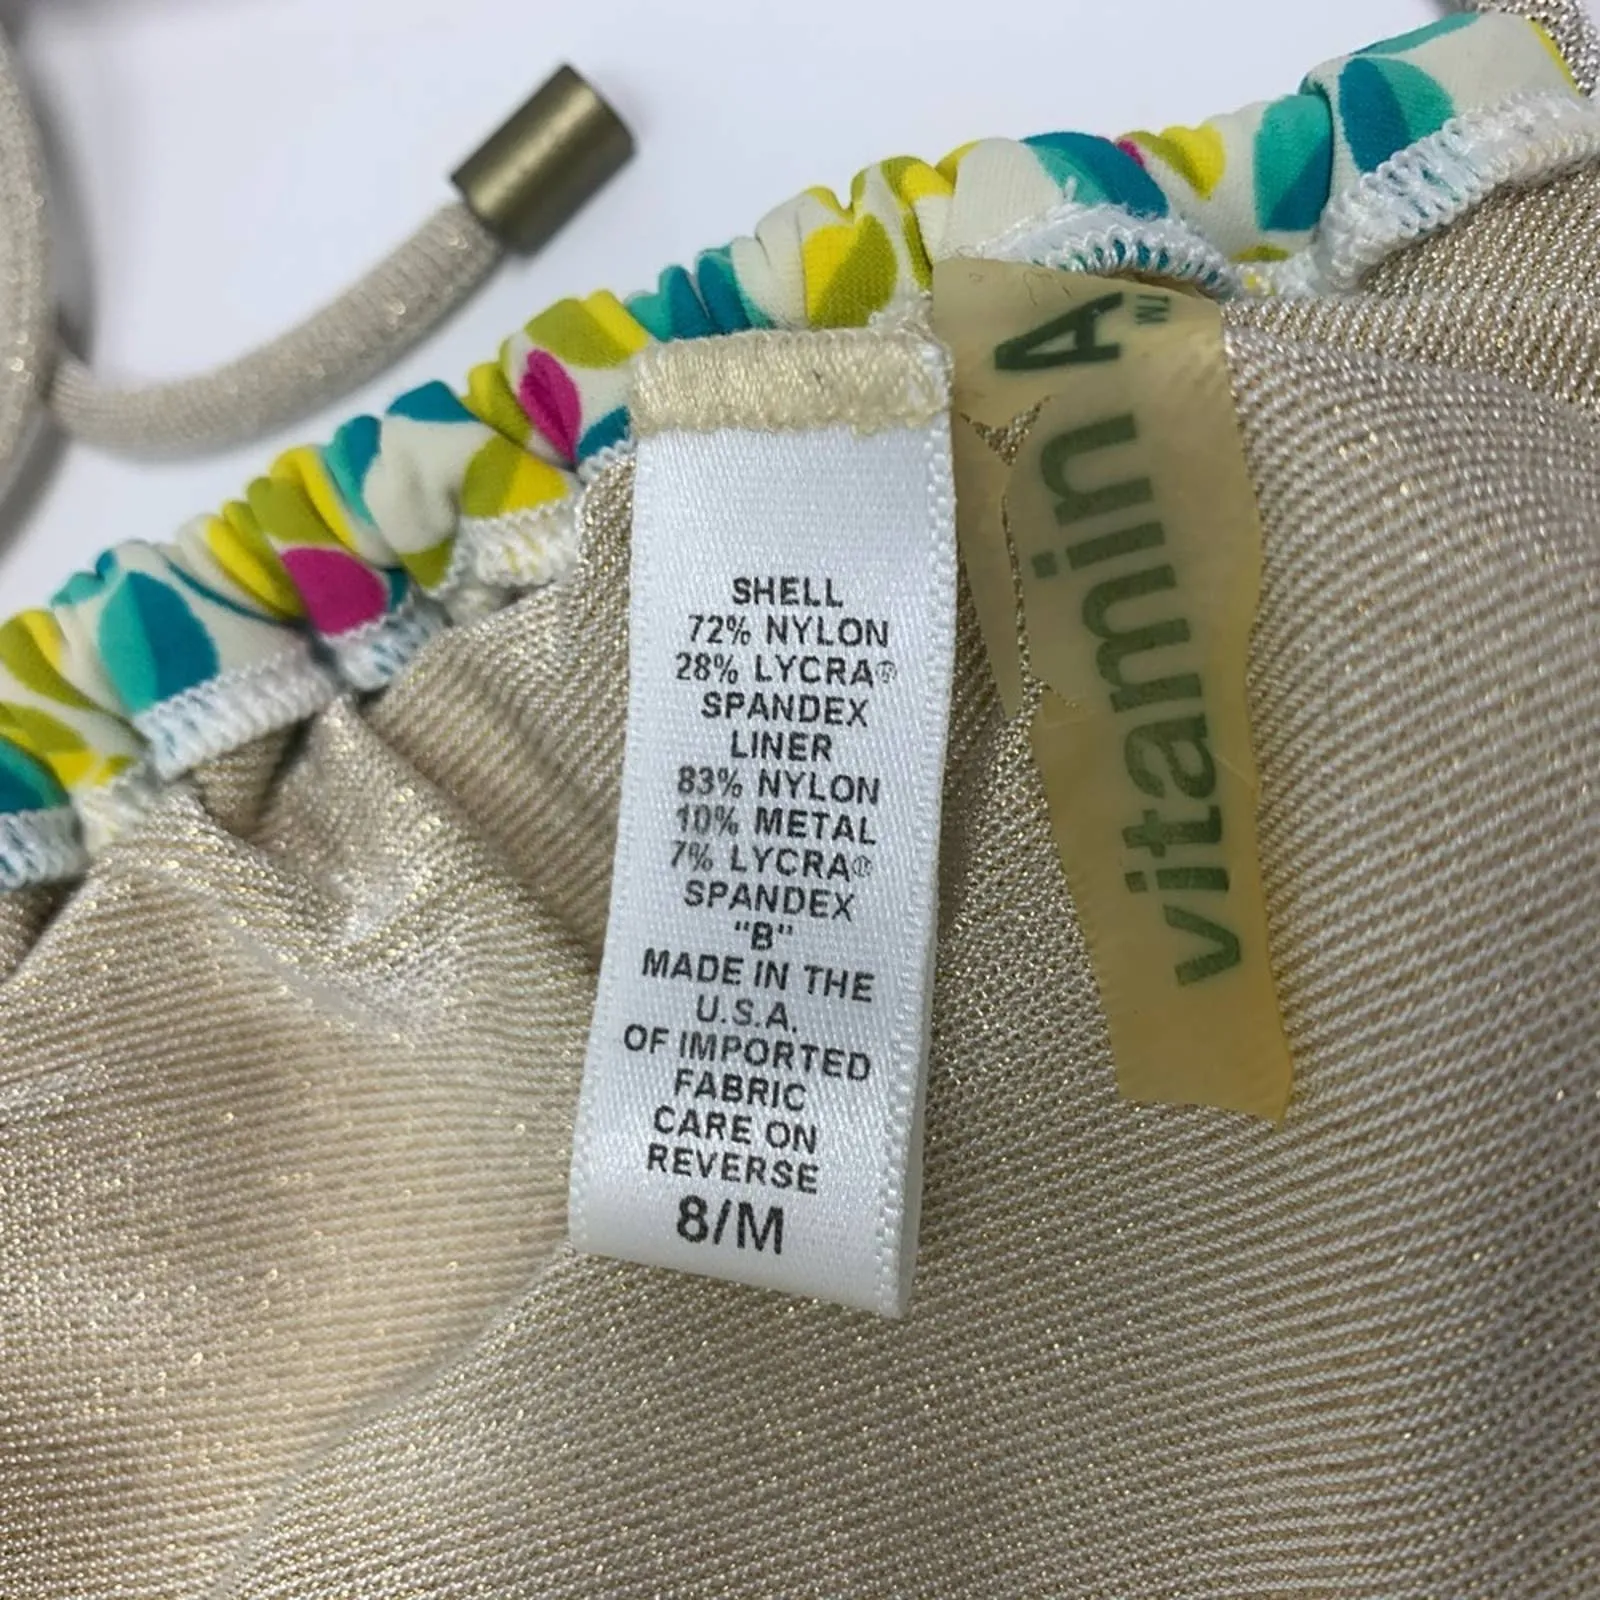 SHELL
72% NYLON
28% LYCRA®
SPANDEX
LINER
83% NYLON
10% METAL
7% LYCRA®
SPANDEX
"B"
MADE IN THE
U.S.A.
OF IMPORTED
FABRIC
CARE ON
REVERSE
8/M
vitamin A™